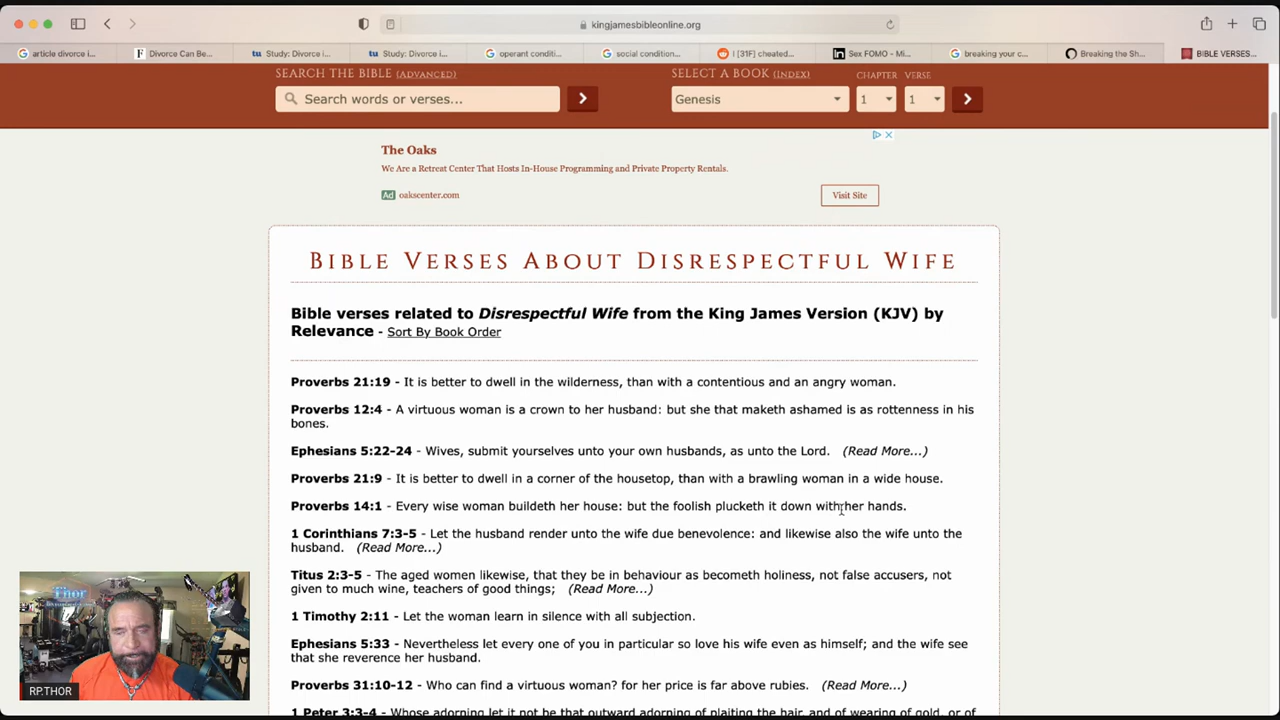 kingjamesbibleonline.org
article divorce i...
Divorce Can Be...
tu Study: Divorce i...
tu Study: Divorce i...
operant conditi...
social condition...
I [31F] cheated...
in Sex FOMO – Mi...
breaking your c...
Breaking the Sh...
BIBLE VERSES...
SEARCH THE BIBLE (ADVANCED)
SELECT A BOOK (INDEX)
CHAPTER
VERSE
Search words or verses...
Genesis
1
1
The Oaks
We Are a Retreat Center That Hosts In-House Programming and Private Property Rentals.
Ad oakscenter.com
Visit Site
BIBLE VERSES ABOUT DISRESPECTFUL WIFE
Bible verses related to Disrespectful Wife from the King James Version (KJV) by
Relevance - Sort By Book Order
Proverbs 21:19 - It is better to dwell in the wilderness, than with a contentious and an angry woman.
Proverbs 12:4 - A virtuous woman is a crown to her husband: but she that maketh ashamed is as rottenness in his
bones.
Ephesians 5:22-24 - Wives, submit yourselves unto your own husbands, as unto the Lord. (Read More...)
Proverbs 21:9 - It is better to dwell in a corner of the housetop, than with a brawling woman in a wide house.
Proverbs 14:1 - Every wise woman buildeth her house: but the foolish plucketh it down with her hands.
1 Corinthians 7:3-5 - Let the husband render unto the wife due benevolence: and likewise also the wife unto the
husband. (Read More...)
Titus 2:3-5 - The aged women likewise, that they be in behaviour as becometh holiness, not false accusers, not
given to much wine, teachers of good things; (Read More...)
1 Timothy 2:11 - Let the woman learn in silence with all subjection.
Ephesians 5:33 - Nevertheless let every one of you in particular so love his wife even as himself; and the wife see
that she reverence her husband.
Proverbs 31:10-12 - Who can find a virtuous woman? for her price is far above rubies. (Read More...)
1 Peter 3:3-4 - Whose adorning let it not be that outward adorning of plaiting the hair, and of wearing of gold, or of
Thor
RP.THOR